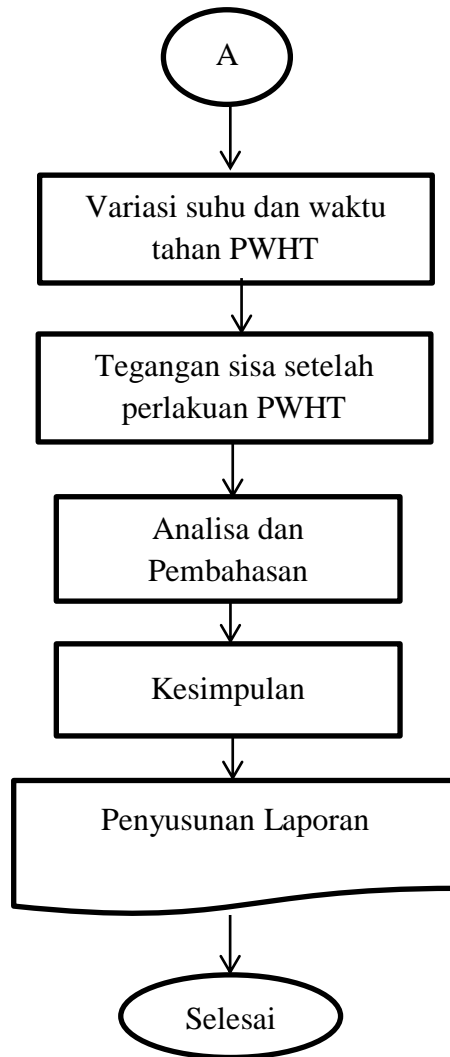 A
Variasi suhu dan waktu
tahan PWHT
Tegangan sisa setelah
perlakuan PWHT
Analisa dan
Pembahasan
Kesimpulan
Penyusunan Laporan
Selesai